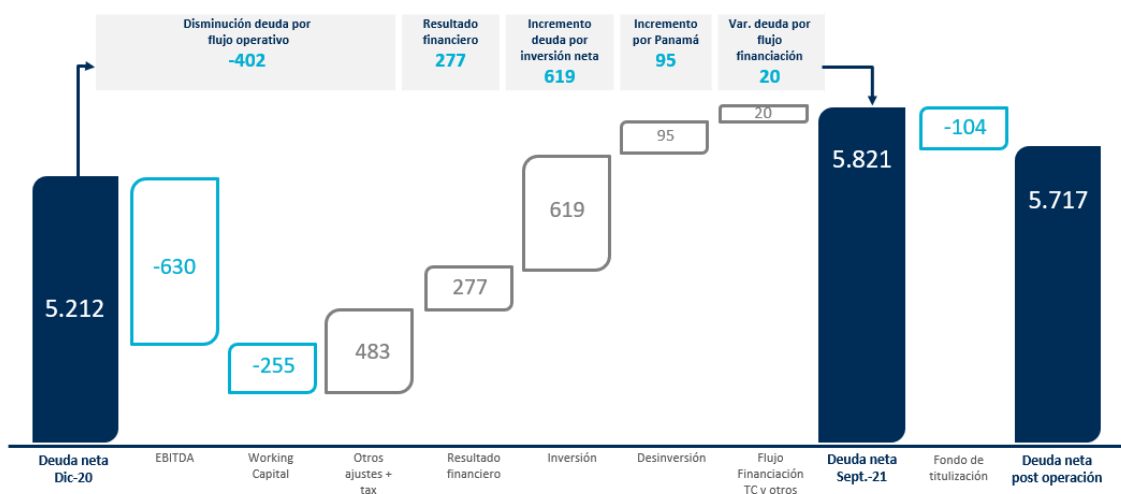 Disminución deuda por
flujo operativo
-402
Resultado
financiero
277
Incremento
deuda por
inversión neta
619
Incremento
por Panamá
95
Var. deuda por
flujo
financiación
20
5.212
-630
-255
483
277
619
95
20
5.821
-104
5.717
Deuda neta
Dic-20
EBITDA
Working
Capital
Otros
ajustes +
tax
Resultado
financiero
Inversión
Desinversión
Flujo
Financiación
TC y otros
Deuda neta
Sept.-21
Fondo de
titulización
Deuda neta
post operación